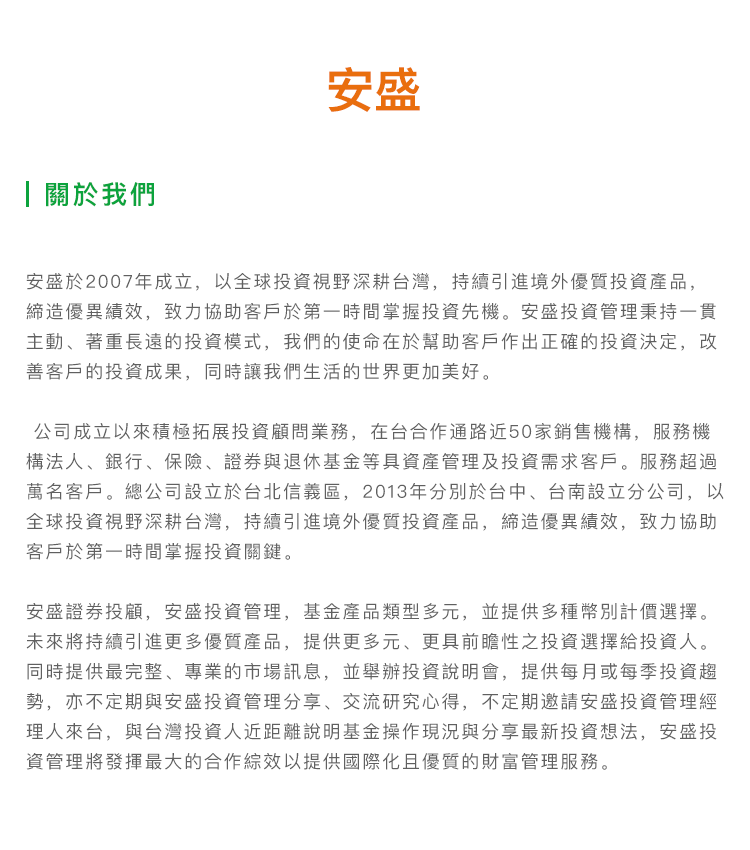 安盛
關於我們
安盛於2007年成立，以全球投資視野深耕台灣，持續引進境外優質投資產品，
締造優異績效，致力協助客戶於第一時間掌握投資先機。安盛投資管理秉持一貫
主動、著重長遠的投資模式，我們的使命在於幫助客戶作出正確的投資決定，改
善客戶的投資成果，同時讓我們生活的世界更加美好。
公司成立以來積極拓展投資顧問業務，在台合作通路近50家銷售機構，服務機
構法人、銀行、保險、證券與退休基金等具資產管理及投資需求客戶。服務超過
萬名客戶。總公司設立於台北信義區，2013年分別於台中、台南設立分公司，以
全球投資視野深耕台灣，持續引進境外優質投資產品，締造優異績效，致力協助
客戶於第一時間掌握投資關鍵。
安盛證券投顧，安盛投資管理，基金產品類型多元，並提供多種幣別計價選擇。
未來將持續引進更多優質產品，提供更多元、更具前瞻性之投資選擇給投資人。
同時提供最完整、專業的市場訊息，並舉辦投資說明會，提供每月或每季投資趨
勢，亦不定期與安盛投資管理分享、交流研究心得，不定期邀請安盛投資管理經
理人來台，與台灣投資人近距離說明基金操作現況與分享最新投資想法，安盛投
資管理將發揮最大的合作綜效以提供國際化且優質的財富管理服務。